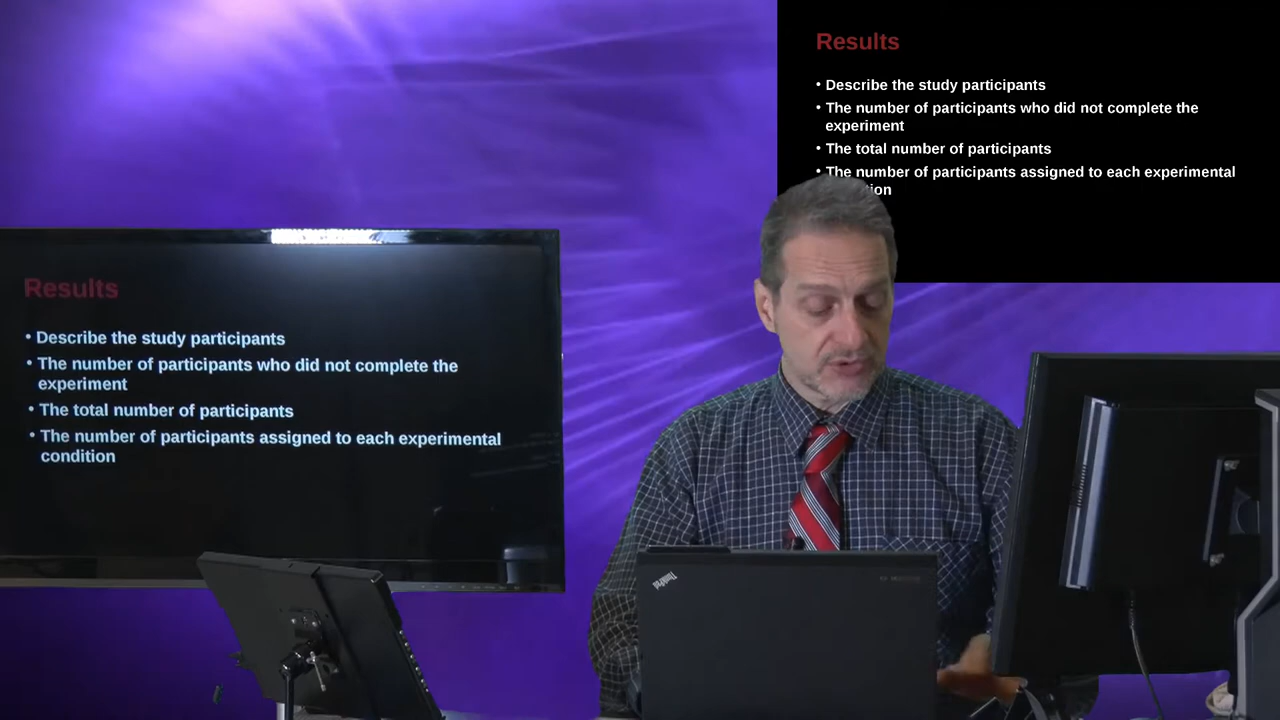 Results
• Describe the study participants
• The number of participants who did not complete the
experiment
• The total number of participants
• The number of participants assigned to each experimental
condition
Results
• Describe the study participants
• The number of participants who did not complete the
experiment
• The total number of participants
• The number of participants assigned to each experimental
tion
ThinkPad